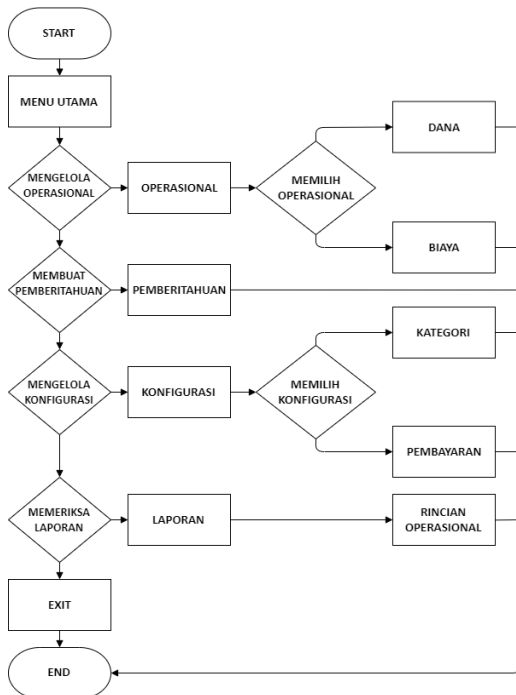 START
MENU UTAMA
MENGELOLA
OPERASIONAL
OPERASIONAL
MEMILIH
OPERASIONAL
DANA
BIAYA
MEMBUAT
PEMBERITAHUAN
PEMBERITAHUAN
MENGELOLA
KONFIGURASI
KONFIGURASI
MEMILIH
KONFIGURASI
KATEGORI
PEMBAYARAN
MEMERIKSA
LAPORAN
LAPORAN
RINCIAN
OPERASIONAL
EXIT
END